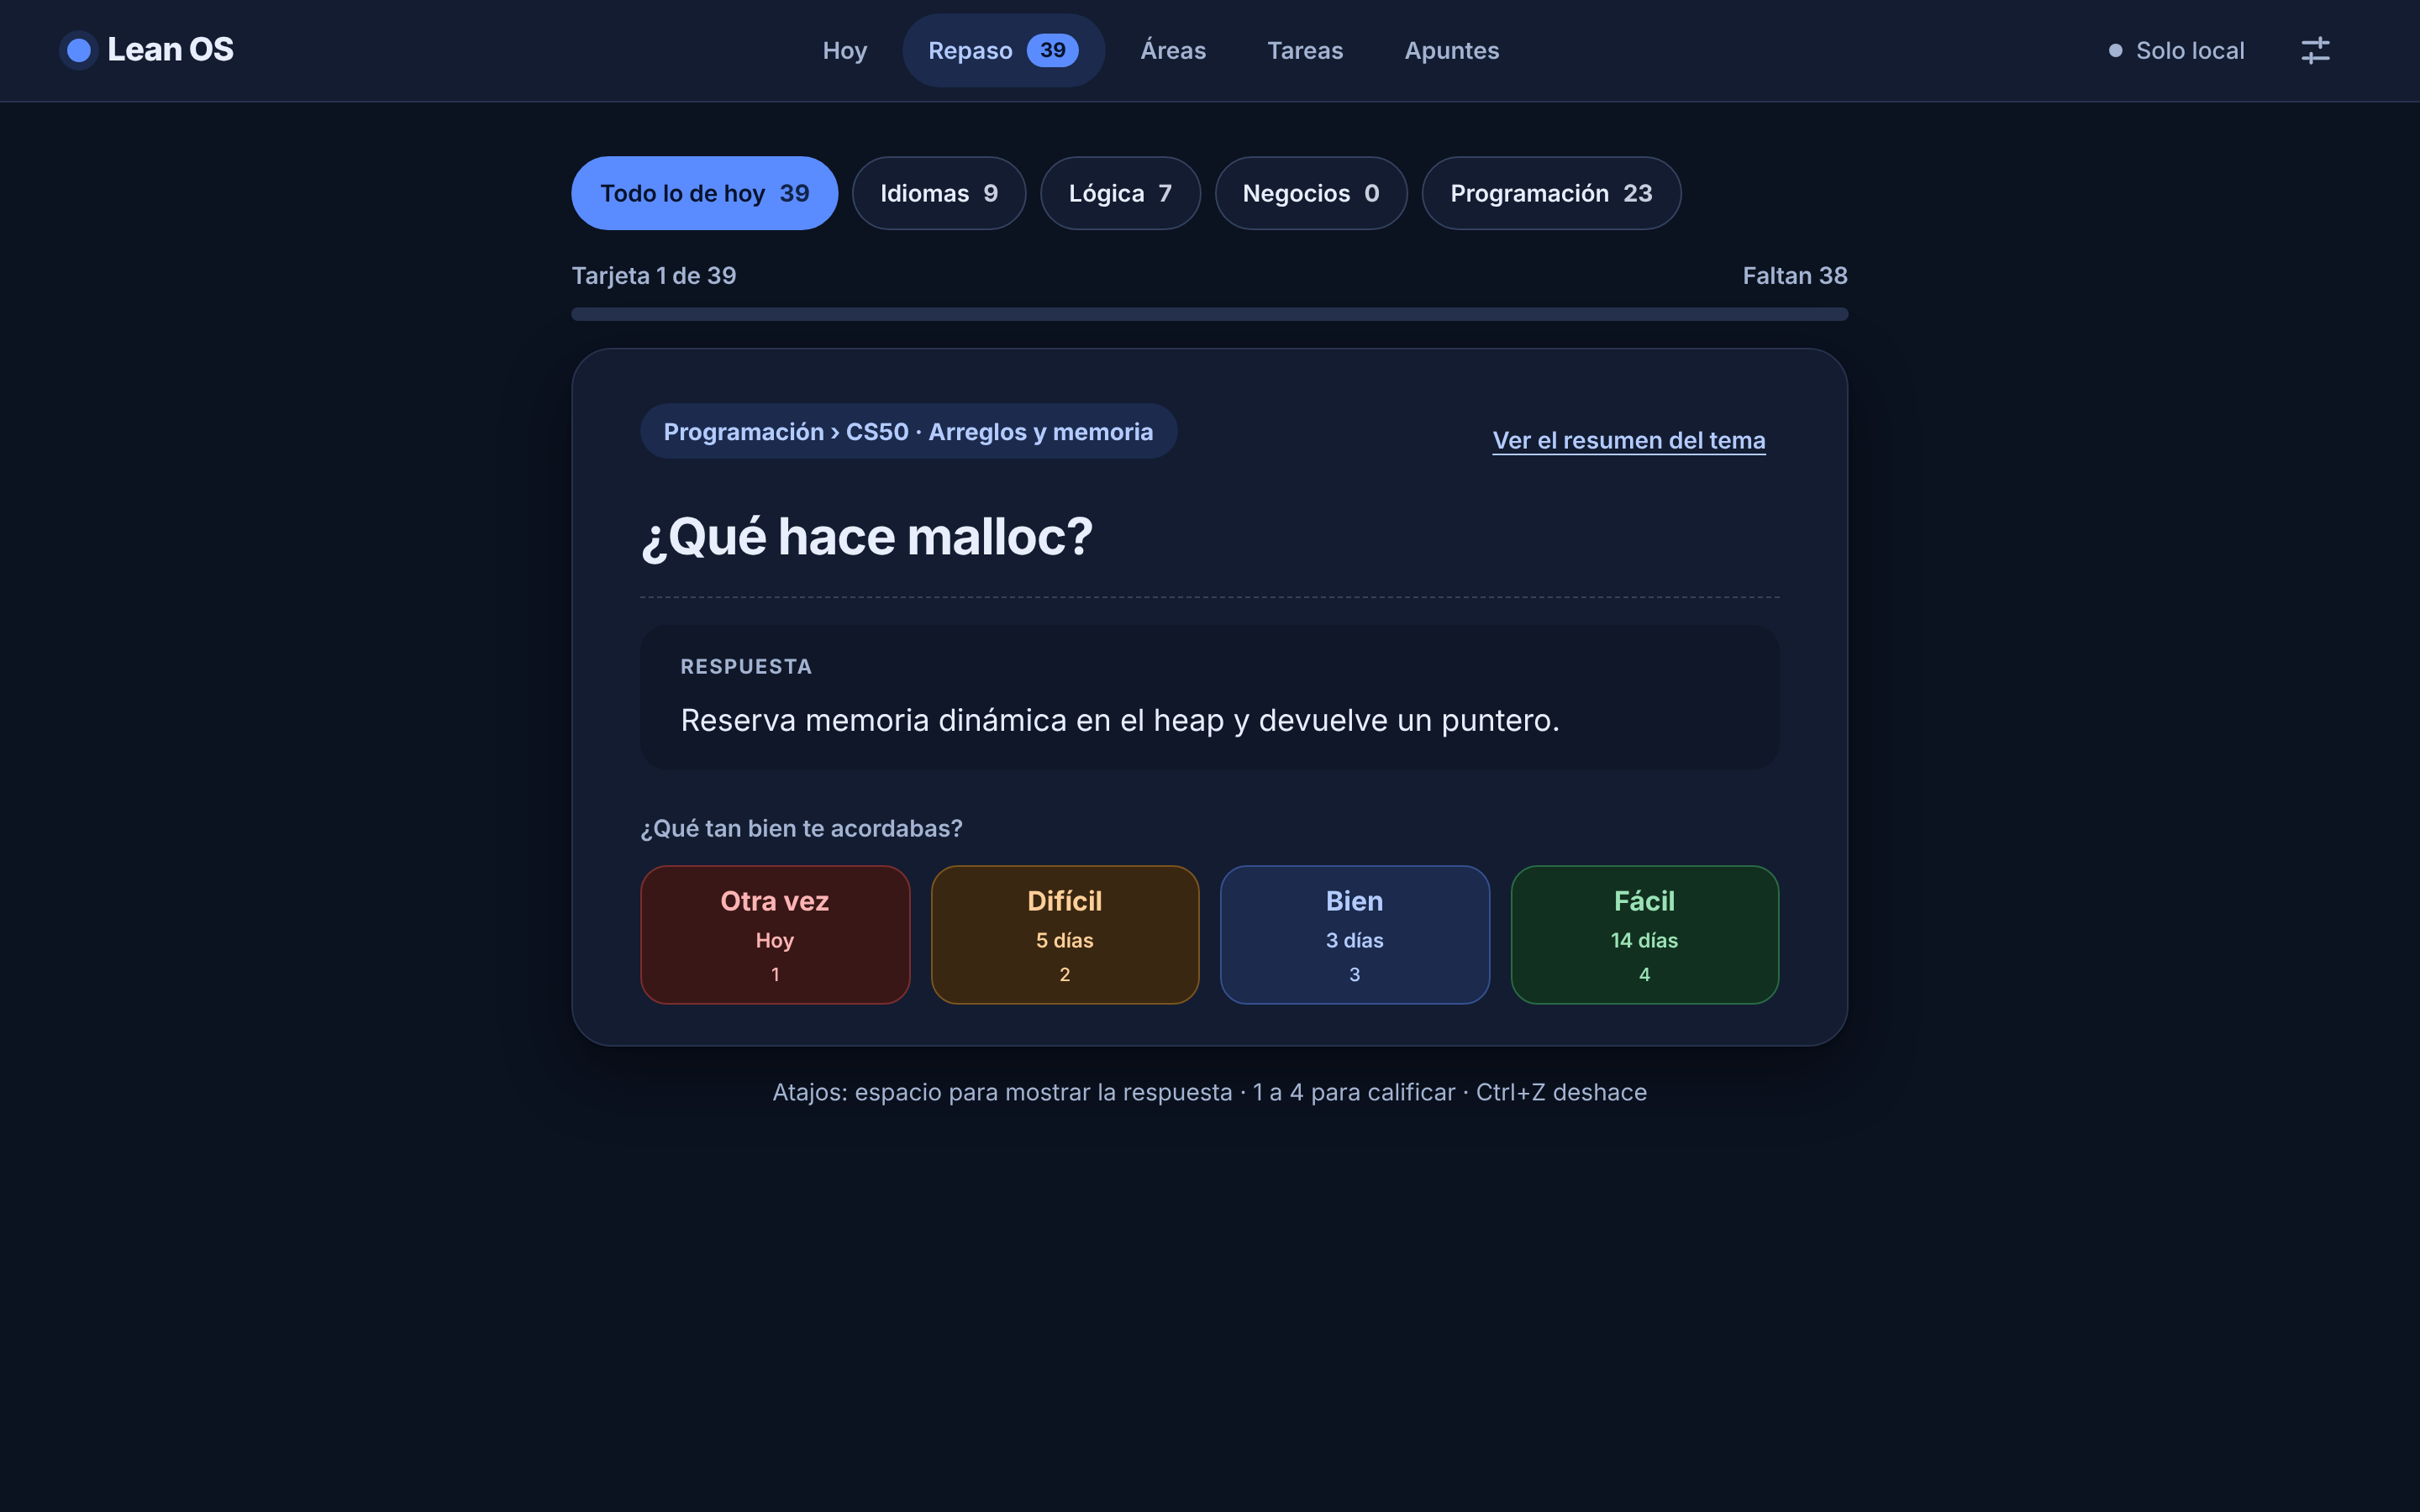 Lean OS
Hoy
Repaso 39
Áreas
Tareas
Apuntes
Solo local
Todo lo de hoy 39
Idiomas 9
Lógica 7
Negocios 0
Programación 23
Tarjeta 1 de 39
Faltan 38
Programación › CS50 · Arreglos y memoria
Ver el resumen del tema
¿Qué hace malloc?
RESPUESTA
Reserva memoria dinámica en el heap y devuelve un puntero.
¿Qué tan bien te acordabas?
Otra vez
Hoy
1
Difícil
5 días
2
Bien
3 días
3
Fácil
14 días
4
Atajos: espacio para mostrar la respuesta · 1 a 4 para calificar · Ctrl+Z deshace